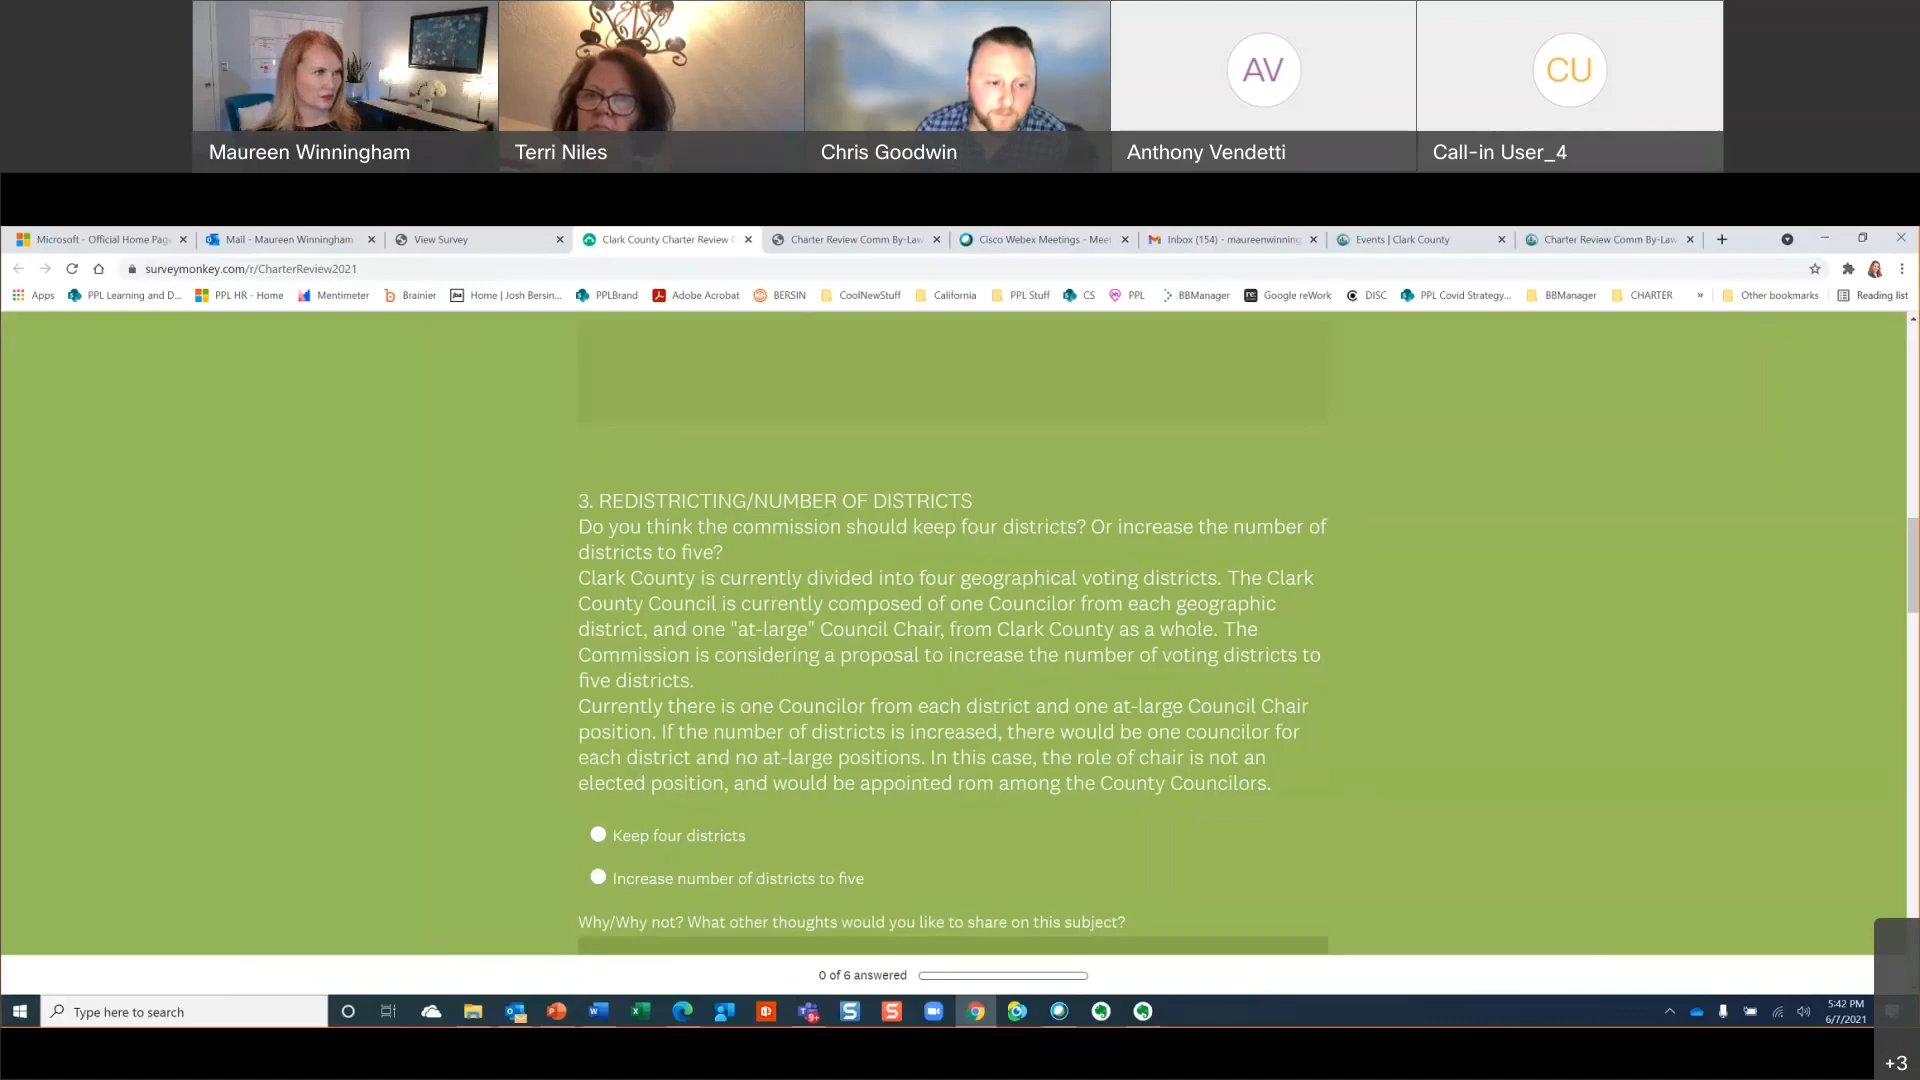 AV
CU
Maureen Winningham
Terri Niles
Chris Goodwin
Anthony Vendetti
Call-in User_4
Microsoft - Official Home Pag
Mail - Maureen Winningham
View Survey
Clark County Charter Review
Charter Review Comm By-Law
Cisco Webex Meetings - Meet
Inbox (154) - maureenwinning
Events | Clark County
Charter Review Comm By-Law
surveymonkey.com/r/CharterReview2021
Apps
PPL Learning and D...
PPL HR - Home
Mentimeter
Brainier
Home | Josh Bersin...
PPLBrand
Adobe Acrobat
BERSIN
CoolNewStuff
California
PPL Stuff
CS
PPL
BBManager
Google reWork
DISC
PPL Covid Strategy...
BBManager
CHARTER
»
Other bookmarks
Reading list
3. REDISTRICTING/NUMBER OF DISTRICTS
Do you think the commission should keep four districts? Or increase the number of
districts to five?
Clark County is currently divided into four geographical voting districts. The Clark
County Council is currently composed of one Councilor from each geographic
district, and one "at-large" Council Chair, from Clark County as a whole. The
Commission is considering a proposal to increase the number of voting districts to
five districts.
Currently there is one Councilor from each district and one at-large Council Chair
position. If the number of districts is increased, there would be one councilor for
each district and no at-large positions. In this case, the role of chair is not an
elected position, and would be appointed rom among the County Councilors.
Keep four districts
Increase number of districts to five
Why/Why not? What other thoughts would you like to share on this subject?
0 of 6 answered
Type here to search
5:42 PM
6/7/2021
+3